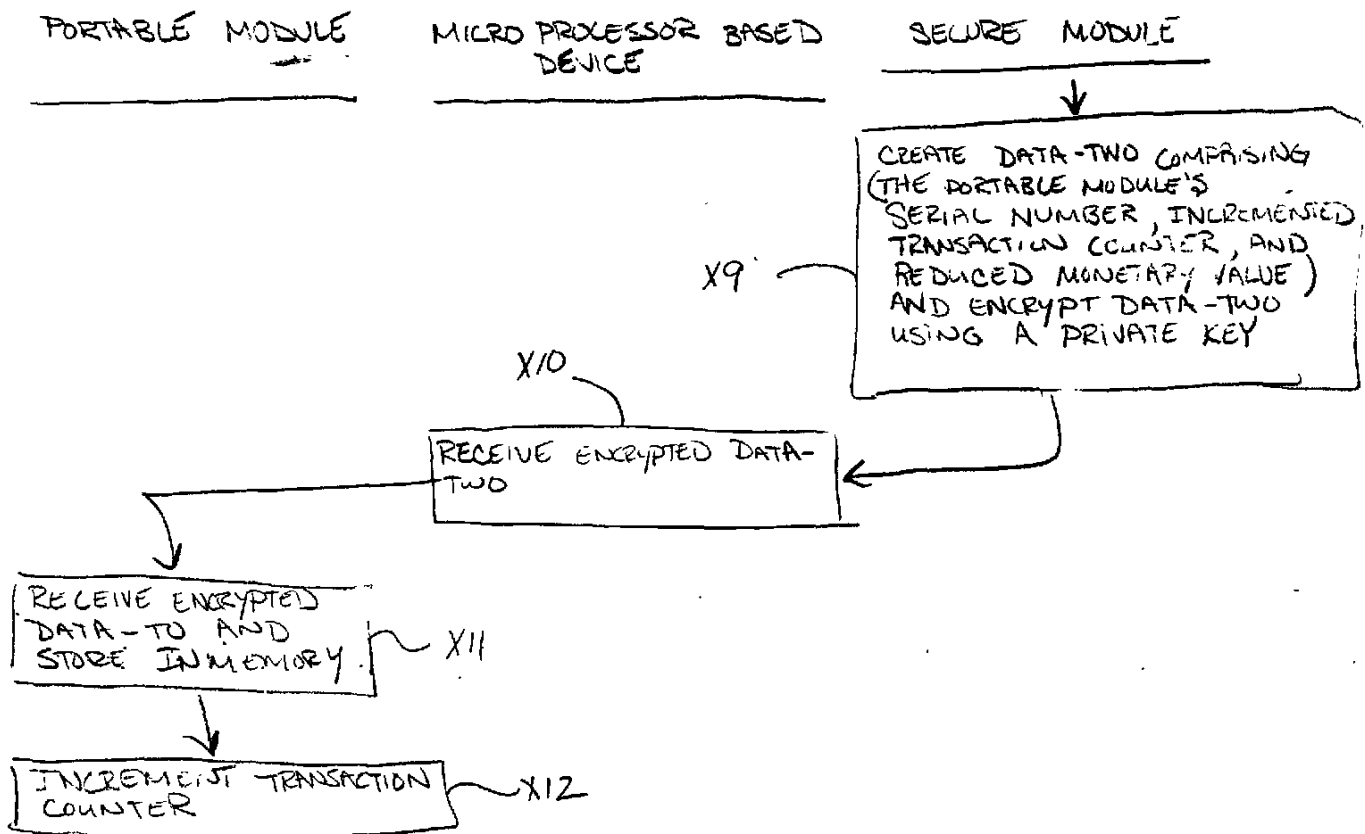 PORTABLE MODULE
MICRO PROCESSOR BASED
DEVICE
SECURE MODULE
CREATE DATA-TWO COMPRISING
(THE PORTABLE MODULE'S
SERIAL NUMBER, INCREMENTED
TRANSACTION COUNTER, AND
REDUCED MONETARY VALUE)
AND ENCRYPT DATA-TWO
USING A PRIVATE KEY
X9
X10
RECEIVE ENCRYPTED DATA-
TWO
RECEIVE ENCRYPTED
DATA-TO AND
STORE IN MEMORY.
X11
INCREMENT TRANSACTION
COUNTER
X12